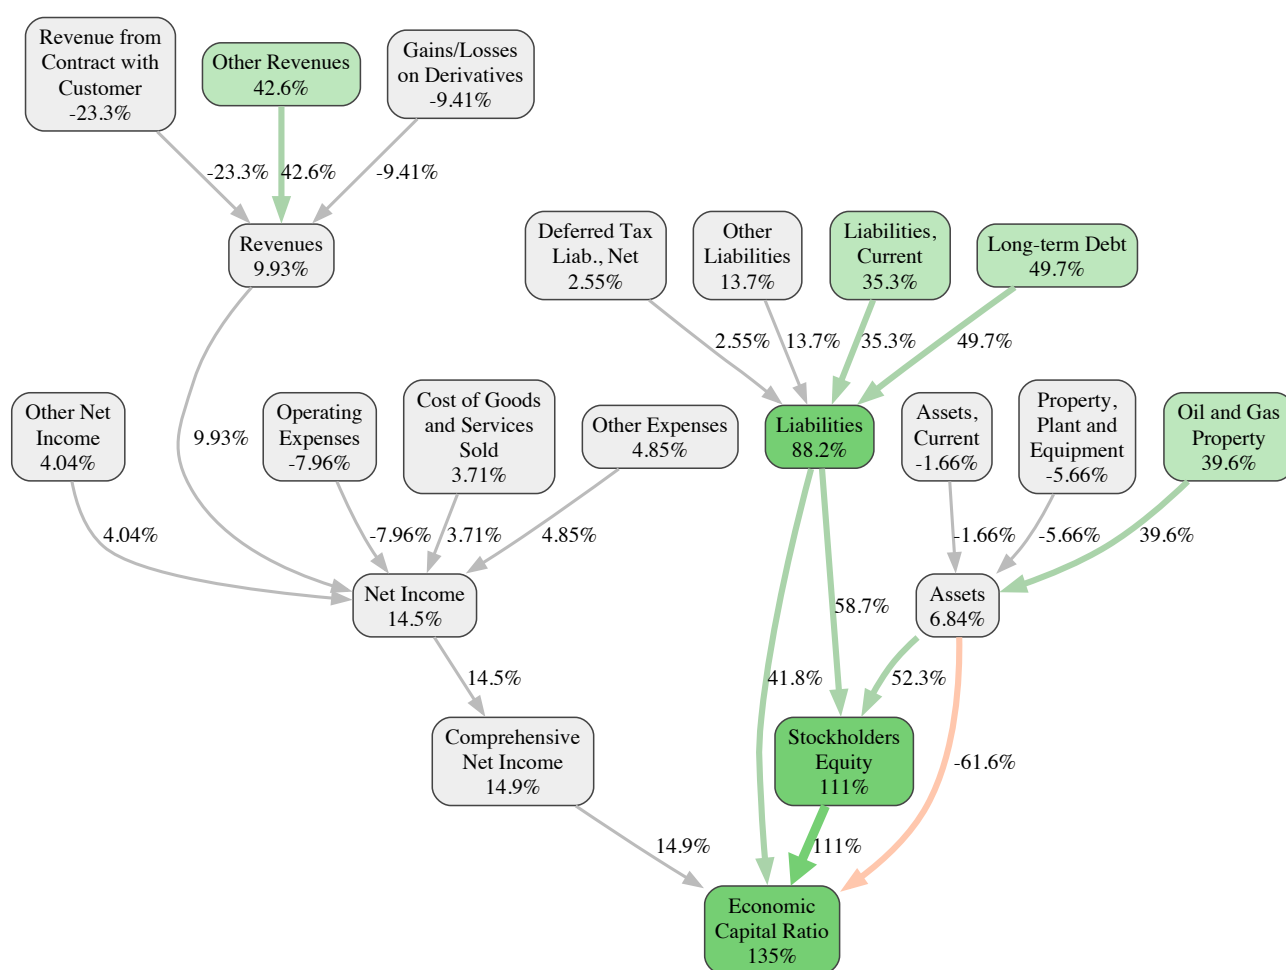 Revenue from
Contract with
Customer
-23.3%
Other Revenues
42.6%
Gains/Losses
on Derivatives
-9.41%
-23.3%
42.6%
-9.41%
Revenues
9.93%
Deferred Tax
Liab., Net
2.55%
Other
Liabilities
13.7%
Liabilities,
Current
35.3%
Long-term Debt
49.7%
2.55%
13.7%
35.3%
49.7%
Other Net
Income
4.04%
9.93%
Operating
Expenses
-7.96%
Cost of Goods
and Services
Sold
3.71%
Other Expenses
4.85%
Liabilities
88.2%
Assets,
Current
-1.66%
Property,
Plant and
Equipment
-5.66%
Oil and Gas
Property
39.6%
4.04%
-7.96%
3.71%
4.85%
-1.66%
-5.66%
39.6%
Net Income
14.5%
58.7%
Assets
6.84%
14.5%
41.8%
52.3%
Comprehensive
Net Income
14.9%
Stockholders
Equity
111%
-61.6%
14.9%
111%
Economic
Capital Ratio
135%